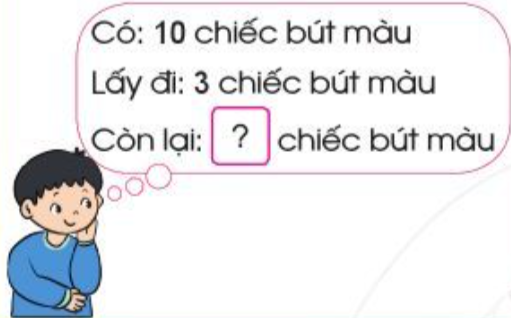 Có: 10 chiếc bút màu
Lấy đi: 3 chiếc bút màu
Còn lại: ? chiếc bút màu